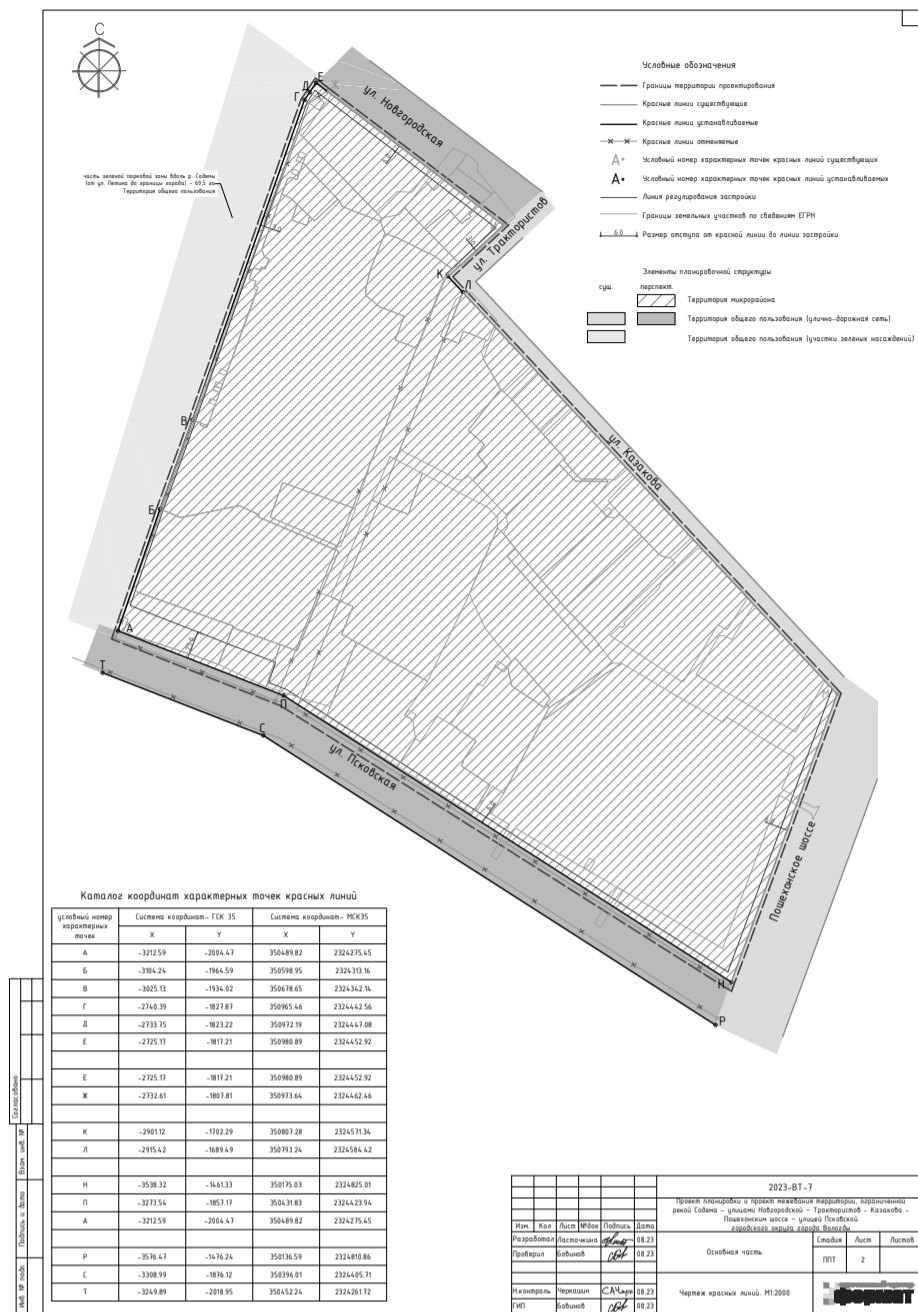 С
Е
Д
Г
ул. Новгородская
ул. Трактористов
К
Л
В
Б
А
Т
С
П
ул. Казакова
ул. Псковская
Пошехонское шоссе
Н
Р
часть зеленой парковой зоны вдоль р. Содемы
(от ул. Петина до границы города) - 69,5 га
Территория общего пользования
Условные обозначения
Границы территории проектирования
Красные линии существующие
Красные линии устанавливаемые
Красные линии отменяемые
А Условный номер характерных точек красных линий существующих
А Условный номер характерных точек красных линий устанавливаемых
Линия регулирования застройки
Границы земельных участков по сведениям ЕГРН
6.0 Размер отступа от красной линии до линии застройки
Элементы планировочной структуры
сущ. перспект.
Территория микрорайона
Территория общего пользования (улично-дорожная сеть)
Территория общего пользования (участки зеленых насаждений)
Каталог координат характерных точек красных линий
условный номер характерных точек Система координат- ГСК 35 Система координат- МСК35
X Y X Y
А -3212.59 -2004.47 350489.82 2324275.45
Б -3104.24 -1964.59 350598.95 2324313.16
В -3025.13 -1934.02 350678.65 2324342.14
Г -2740.39 -1827.87 350965.46 2324442.56
Д -2733.75 -1823.22 350972.19 2324447.08
Е -2725.17 -1817.21 350980.89 2324452.92
Е -2725.17 -1817.21 350980.89 2324452.92
Ж -2732.61 -1807.81 350973.64 2324462.46
К -2901.12 -1702.29 350807.28 2324571.34
Л -2915.42 -1689.49 350793.24 2324584.42
Н -3538.32 -1461.33 350175.03 2324825.01
П -3273.54 -1857.17 350431.83 2324423.94
А -3212.59 -2004.47 350489.82 2324275.45
Р -3576.47 -1476.24 350136.59 2324810.86
С -3308.99 -1876.12 350396.01 2324405.71
Т -3249.89 -2018.95 350452.24 2324261.72
Согласовано
Взам. инв. №
Подпись и дата
Инв. № подл.
2023-ВТ-7
Проект планировки и проект межевания территории, ограниченной
рекой Содема - улицами Новгородской - Трактористов - Казакова -
Пошехонским шоссе - улицей Псковской
городского округа города Вологды
Изм. Кол Лист №док Подпись Дата
Разработал Ласточкина 08.23
Проверил Бовинов 08.23
Основная часть
Стадия Лист Листов
ППТ 2
Н.контроль Черкашин 08.23
ГИП Бовинов 08.23
Чертеж красных линий. М1:2000
формат